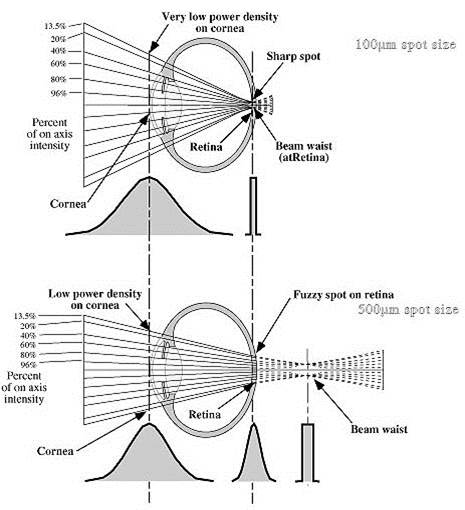 Very low power density
on cornea
13.5%
20%
40%
60%
80%
96%
Percent
of on axis
intensity
Sharp spot
100µm spot size
Retina
Beam waist
(atRetina)
Cornea
Low power density
on cornea
Fuzzy spot on retina
500µm spot size
13.5%
20%
40%
60%
80%
96%
Percent
of on axis
intensity
Retina
Beam waist
Cornea